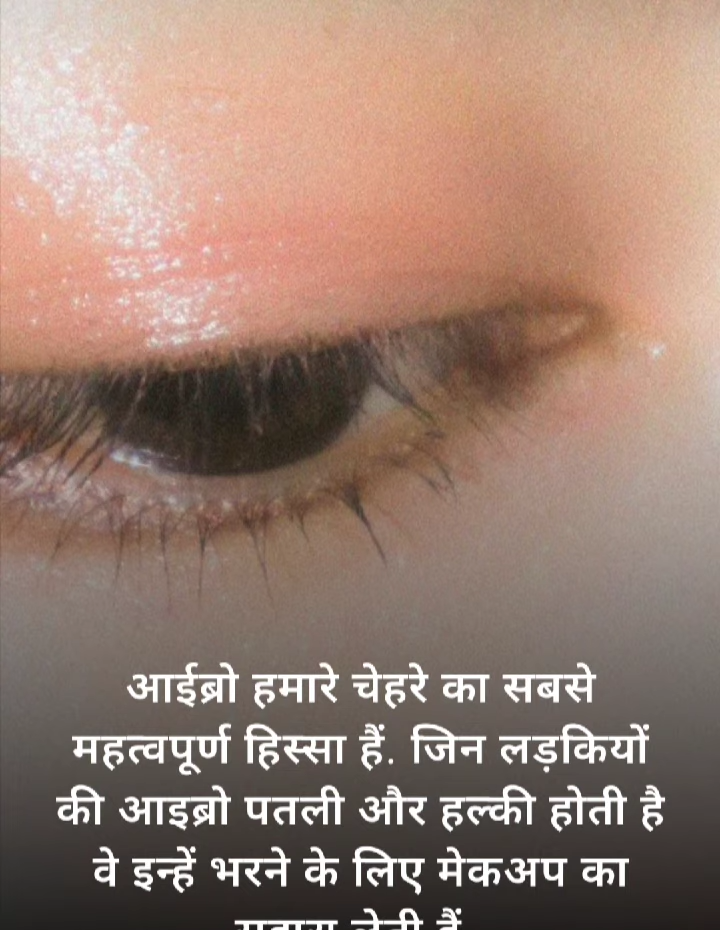 आईब्रो हमारे चेहरे का सबसे
महत्वपूर्ण हिस्सा हैं. जिन लड़कियों
की आइब्रो पतली और हल्की होती है
वे इन्हें भरने के लिए मेकअप का